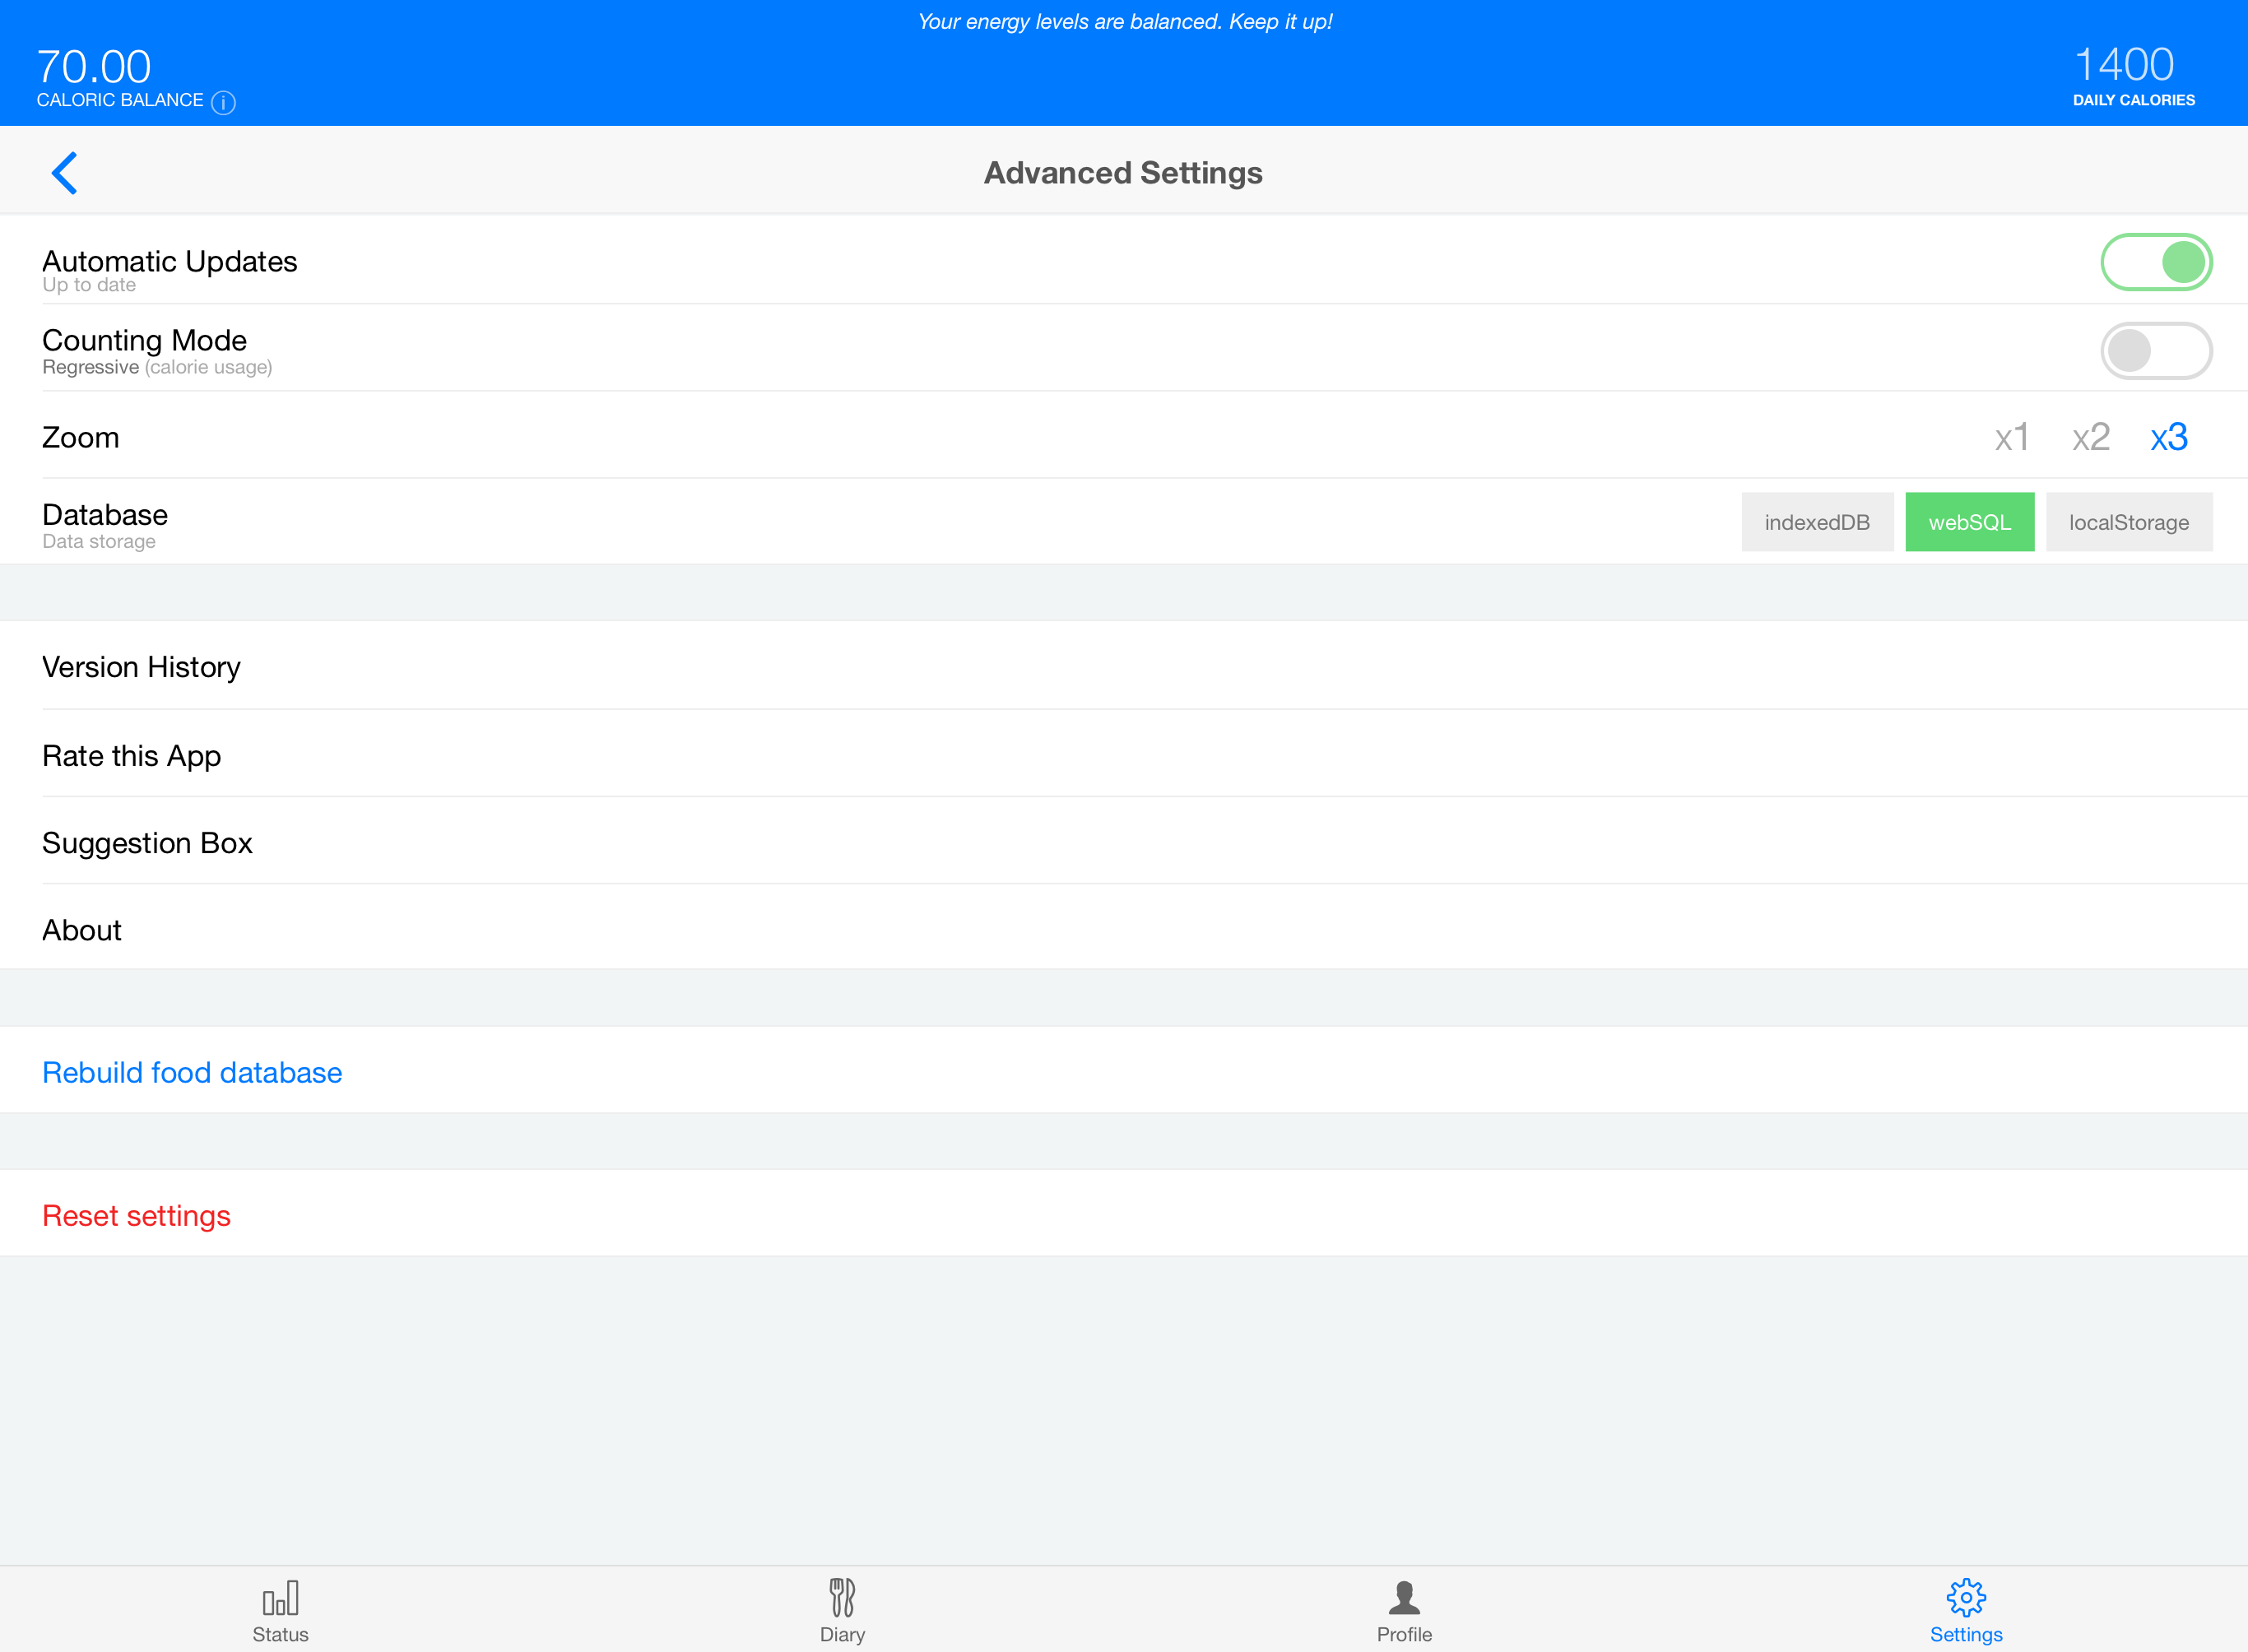 Your energy levels are balanced. Keep it up!
70.00
CALORIC BALANCE i
1400
DAILY CALORIES
Advanced Settings
Automatic Updates
Up to date
Counting Mode
Regressive (calorie usage)
Zoom
x1 x2 x3
Database
Data storage
indexedDB webSQL localStorage
Version History
Rate this App
Suggestion Box
About
Rebuild food database
Reset settings
Status Diary Profile Settings